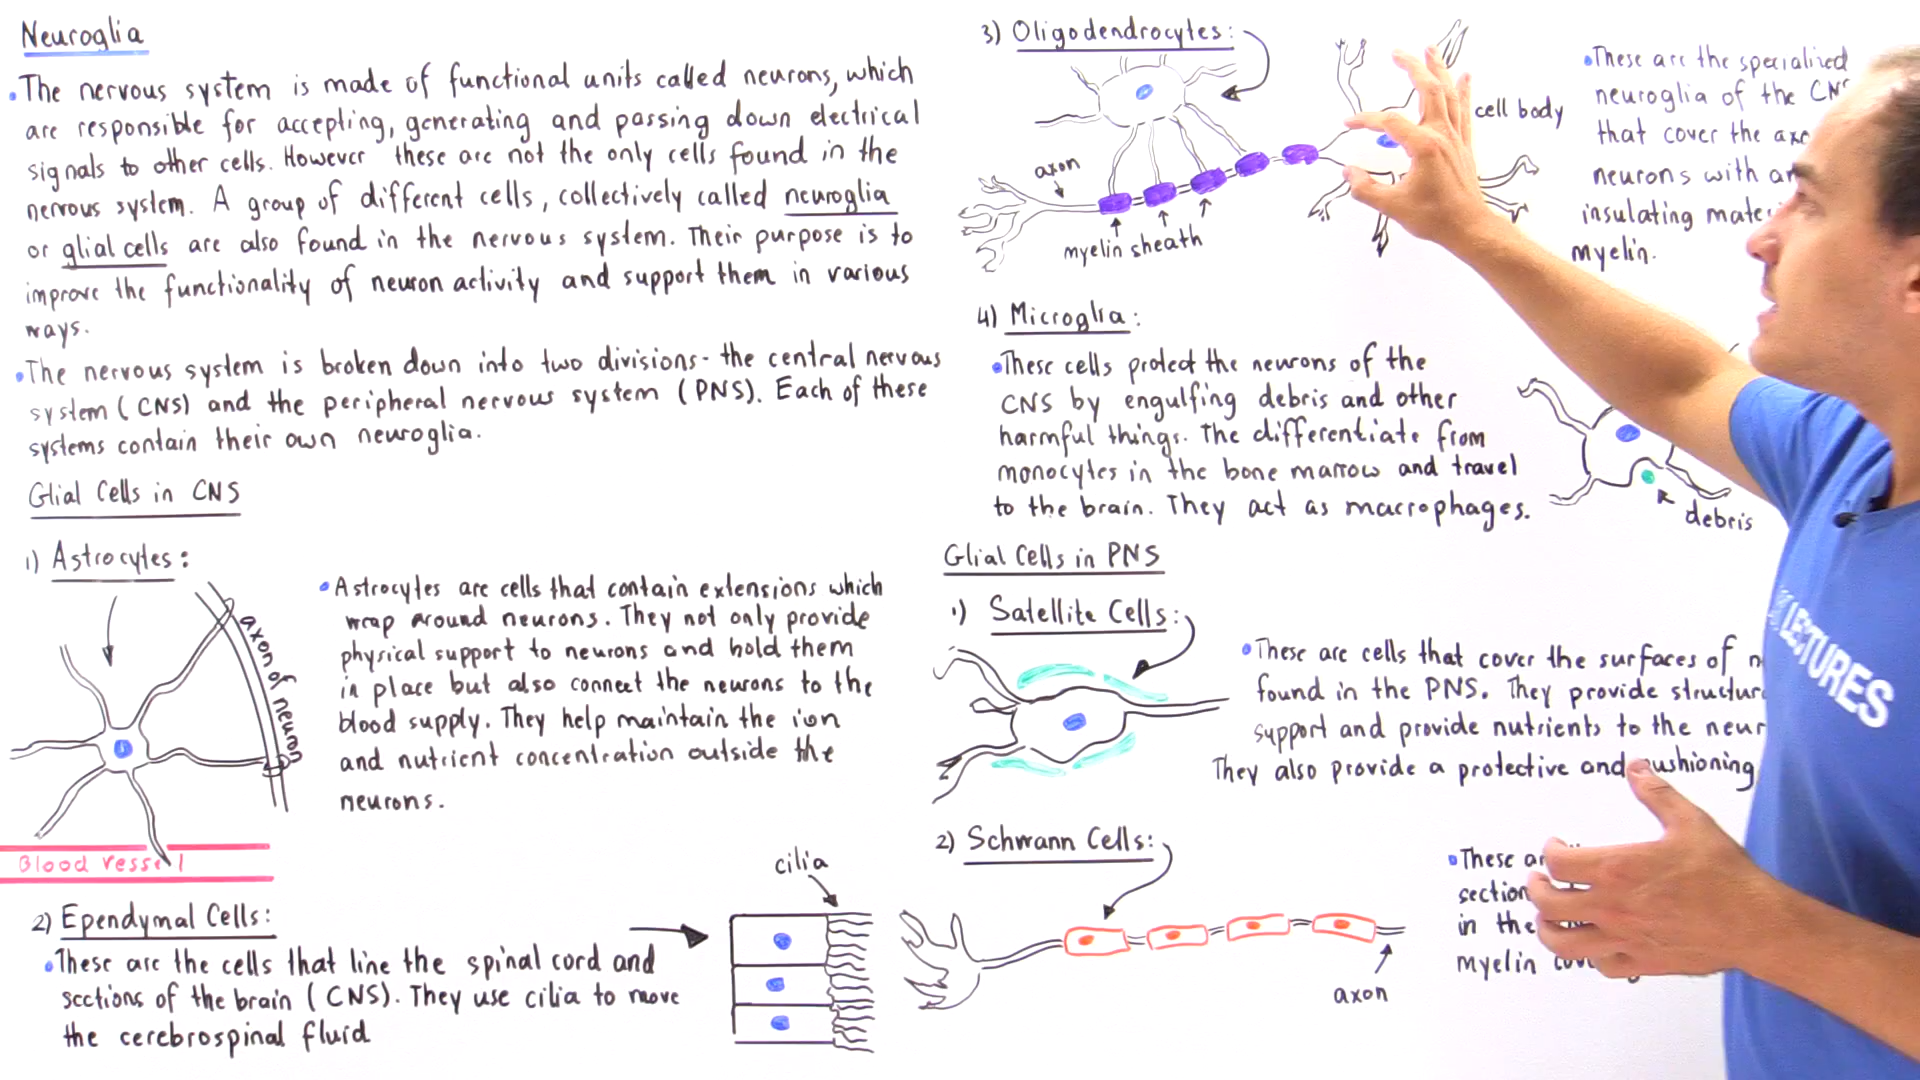 Neuroglia
•The nervous system is made of functional units called neurons, which
are responsible for accepting, generating and passing down electrical
signals to other cells. However these are not the only cells found in the
nervous system. A group of different cells, collectively called neuroglia
or glial cells are also found in the nervous system. Their purpose is to
improve the functionality of neuron activity and support them in various
ways.
•The nervous system is broken down into two divisions - the central nervous
system (CNS) and the peripheral nervous system (PNS). Each of these
systems contain their own neuroglia.
Glial Cells in CNS
1) Astrocytes:
axon of neuron
Blood vessel
•Astrocytes are cells that contain extensions which
wrap around neurons. They not only provide
physical support to neurons and hold them
in place but also connect the neurons to the
blood supply. They help maintain the ion
and nutrient concentration outside the
neurons.
2) Ependymal Cells:
•These are the cells that line the spinal cord and
sections of the brain (CNS). They use cilia to move
the cerebrospinal fluid
cilia
3) Oligodendrocytes:
axon
myelin sheath
cell body
•These are the specialized
neuroglia of the CNS
that cover the
neurons with
insulating
myelin.
4) Microglia:
•These cells protect the neurons of the
CNS by engulfing debris and other
harmful things. The differentiate from
monocytes in the bone marrow and travel
to the brain. They act as macrophages.
debris
Glial Cells in PNS
1) Satellite Cells:
•These are cells that cover the surfaces of
found in the PNS. They provide
support and provide nutrients to the
They also provide a protective and cushioning
2) Schwann Cells:
axon
•These
section
in the
myelin
LECTURES